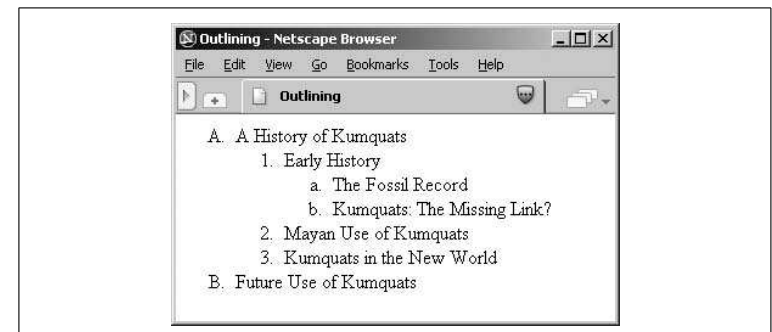 Outlining - Netscape Browser
File Edit View Go Bookmarks Tools Help
Outlining
A. A History of Kumquats
1. Early History
a. The Fossil Record
b. Kumquats: The Missing Link?
2. Mayan Use of Kumquats
3. Kumquats in the New World
B. Future Use of Kumquats